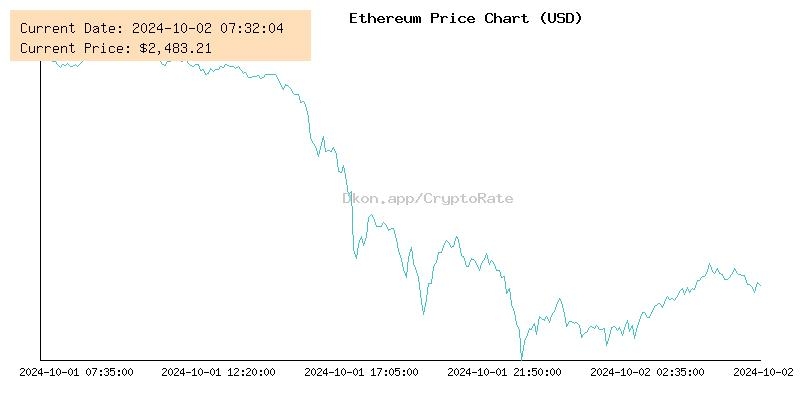 Ethereum Price Chart (USD)
Current Date: 2024-10-02 07:32:04
Current Price: $2,483.21
Dkon.app/CryptoRate
2024-10-01 07:35:00 2024-10-01 12:20:00 2024-10-01 17:05:00 2024-10-01 21:50:00 2024-10-02 02:35:00 2024-10-02